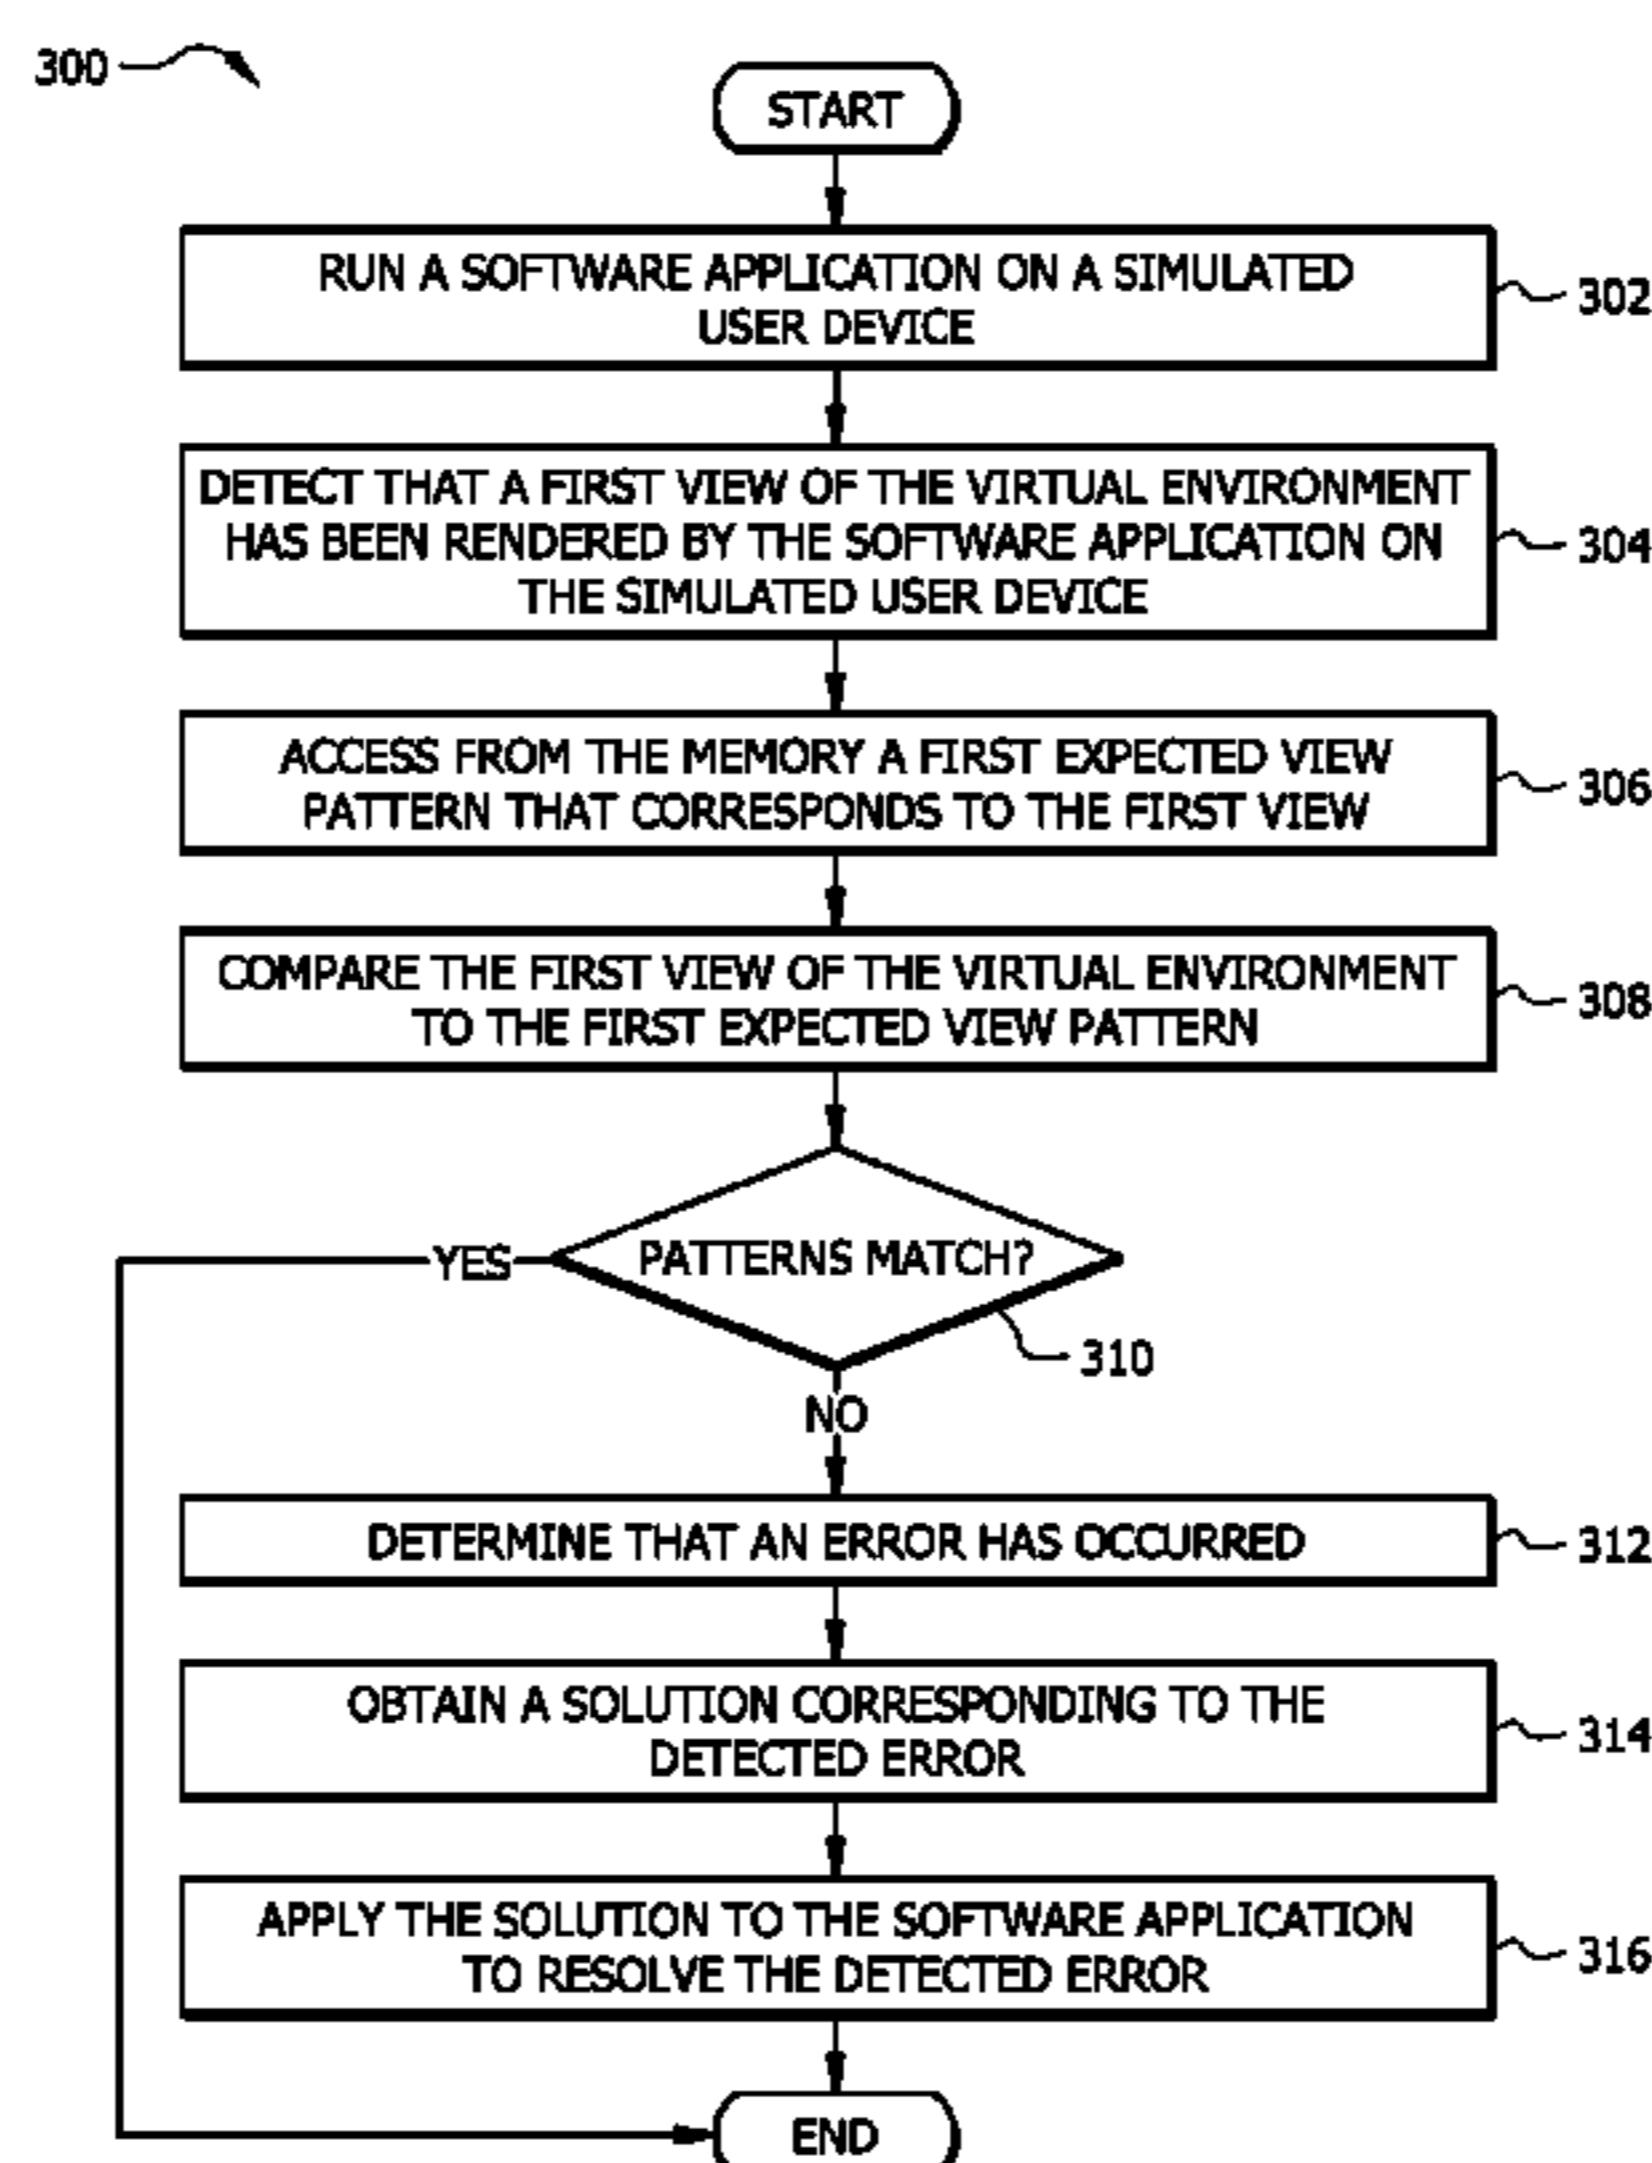 300
START
RUN A SOFTWARE APPLICATION ON A SIMULATED
USER DEVICE
302
DETECT THAT A FIRST VIEW OF THE VIRTUAL ENVIRONMENT
HAS BEEN RENDERED BY THE SOFTWARE APPLICATION ON
THE SIMULATED USER DEVICE
304
ACCESS FROM THE MEMORY A FIRST EXPECTED VIEW
PATTERN THAT CORRESPONDS TO THE FIRST VIEW
306
COMPARE THE FIRST VIEW OF THE VIRTUAL ENVIRONMENT
TO THE FIRST EXPECTED VIEW PATTERN
308
YES
PATTERNS MATCH?
310
NO
DETERMINE THAT AN ERROR HAS OCCURRED
312
OBTAIN A SOLUTION CORRESPONDING TO THE
DETECTED ERROR
314
APPLY THE SOLUTION TO THE SOFTWARE APPLICATION
TO RESOLVE THE DETECTED ERROR
316
END